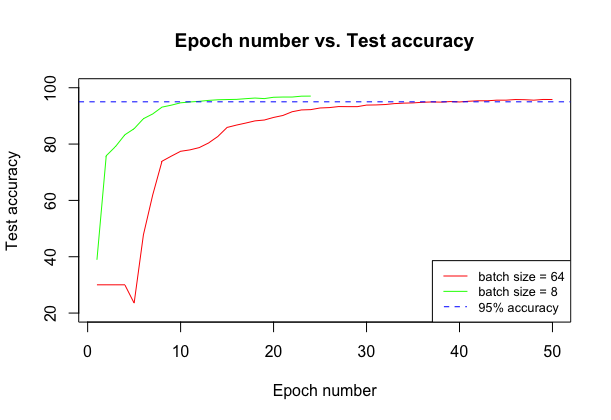 Epoch number vs. Test accuracy
Test accuracy
100
80
60
40
20
batch size = 64
batch size = 8
95% accuracy
0 10 20 30 40 50
Epoch number